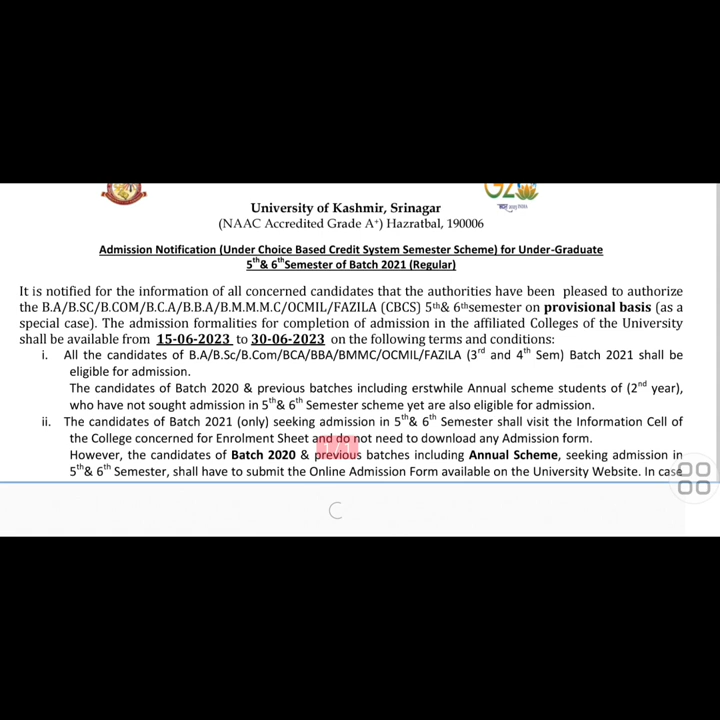 University of Kashmir, Srinagar
(NAAC Accredited Grade A⁺) Hazratbal, 190006
Admission Notification (Under Choice Based Credit System Semester Scheme) for Under-Graduate
5th& 6th Semester of Batch 2021 (Regular)
It is notified for the information of all concerned candidates that the authorities have been pleased to authorize
the B.A/B.SC/B.COM/B.C.A/B.B.A/B.M.M.M.C/OCMIL/FAZILA (CBCS) 5th& 6thsemester on provisional basis (as a
special case). The admission formalities for completion of admission in the affiliated Colleges of the University
shall be available from 15-06-2023 to 30-06-2023 on the following terms and conditions:
i. All the candidates of B.A/B.Sc/B.Com/BCA/BBA/BMMC/OCMIL/FAZILA (3rd and 4th Sem) Batch 2021 shall be
eligible for admission.
The candidates of Batch 2020 & previous batches including erstwhile Annual scheme students of (2nd year),
who have not sought admission in 5th& 6th Semester scheme yet are also eligible for admission.
ii. The candidates of Batch 2021 (only) seeking admission in 5th& 6th Semester shall visit the Information Cell of
the College concerned for Enrolment Sheet and do not need to download any Admission form.
However, the candidates of Batch 2020 & previous batches including Annual Scheme, seeking admission in
5th& 6th Semester, shall have to submit the Online Admission Form available on the University Website. In case
1/1